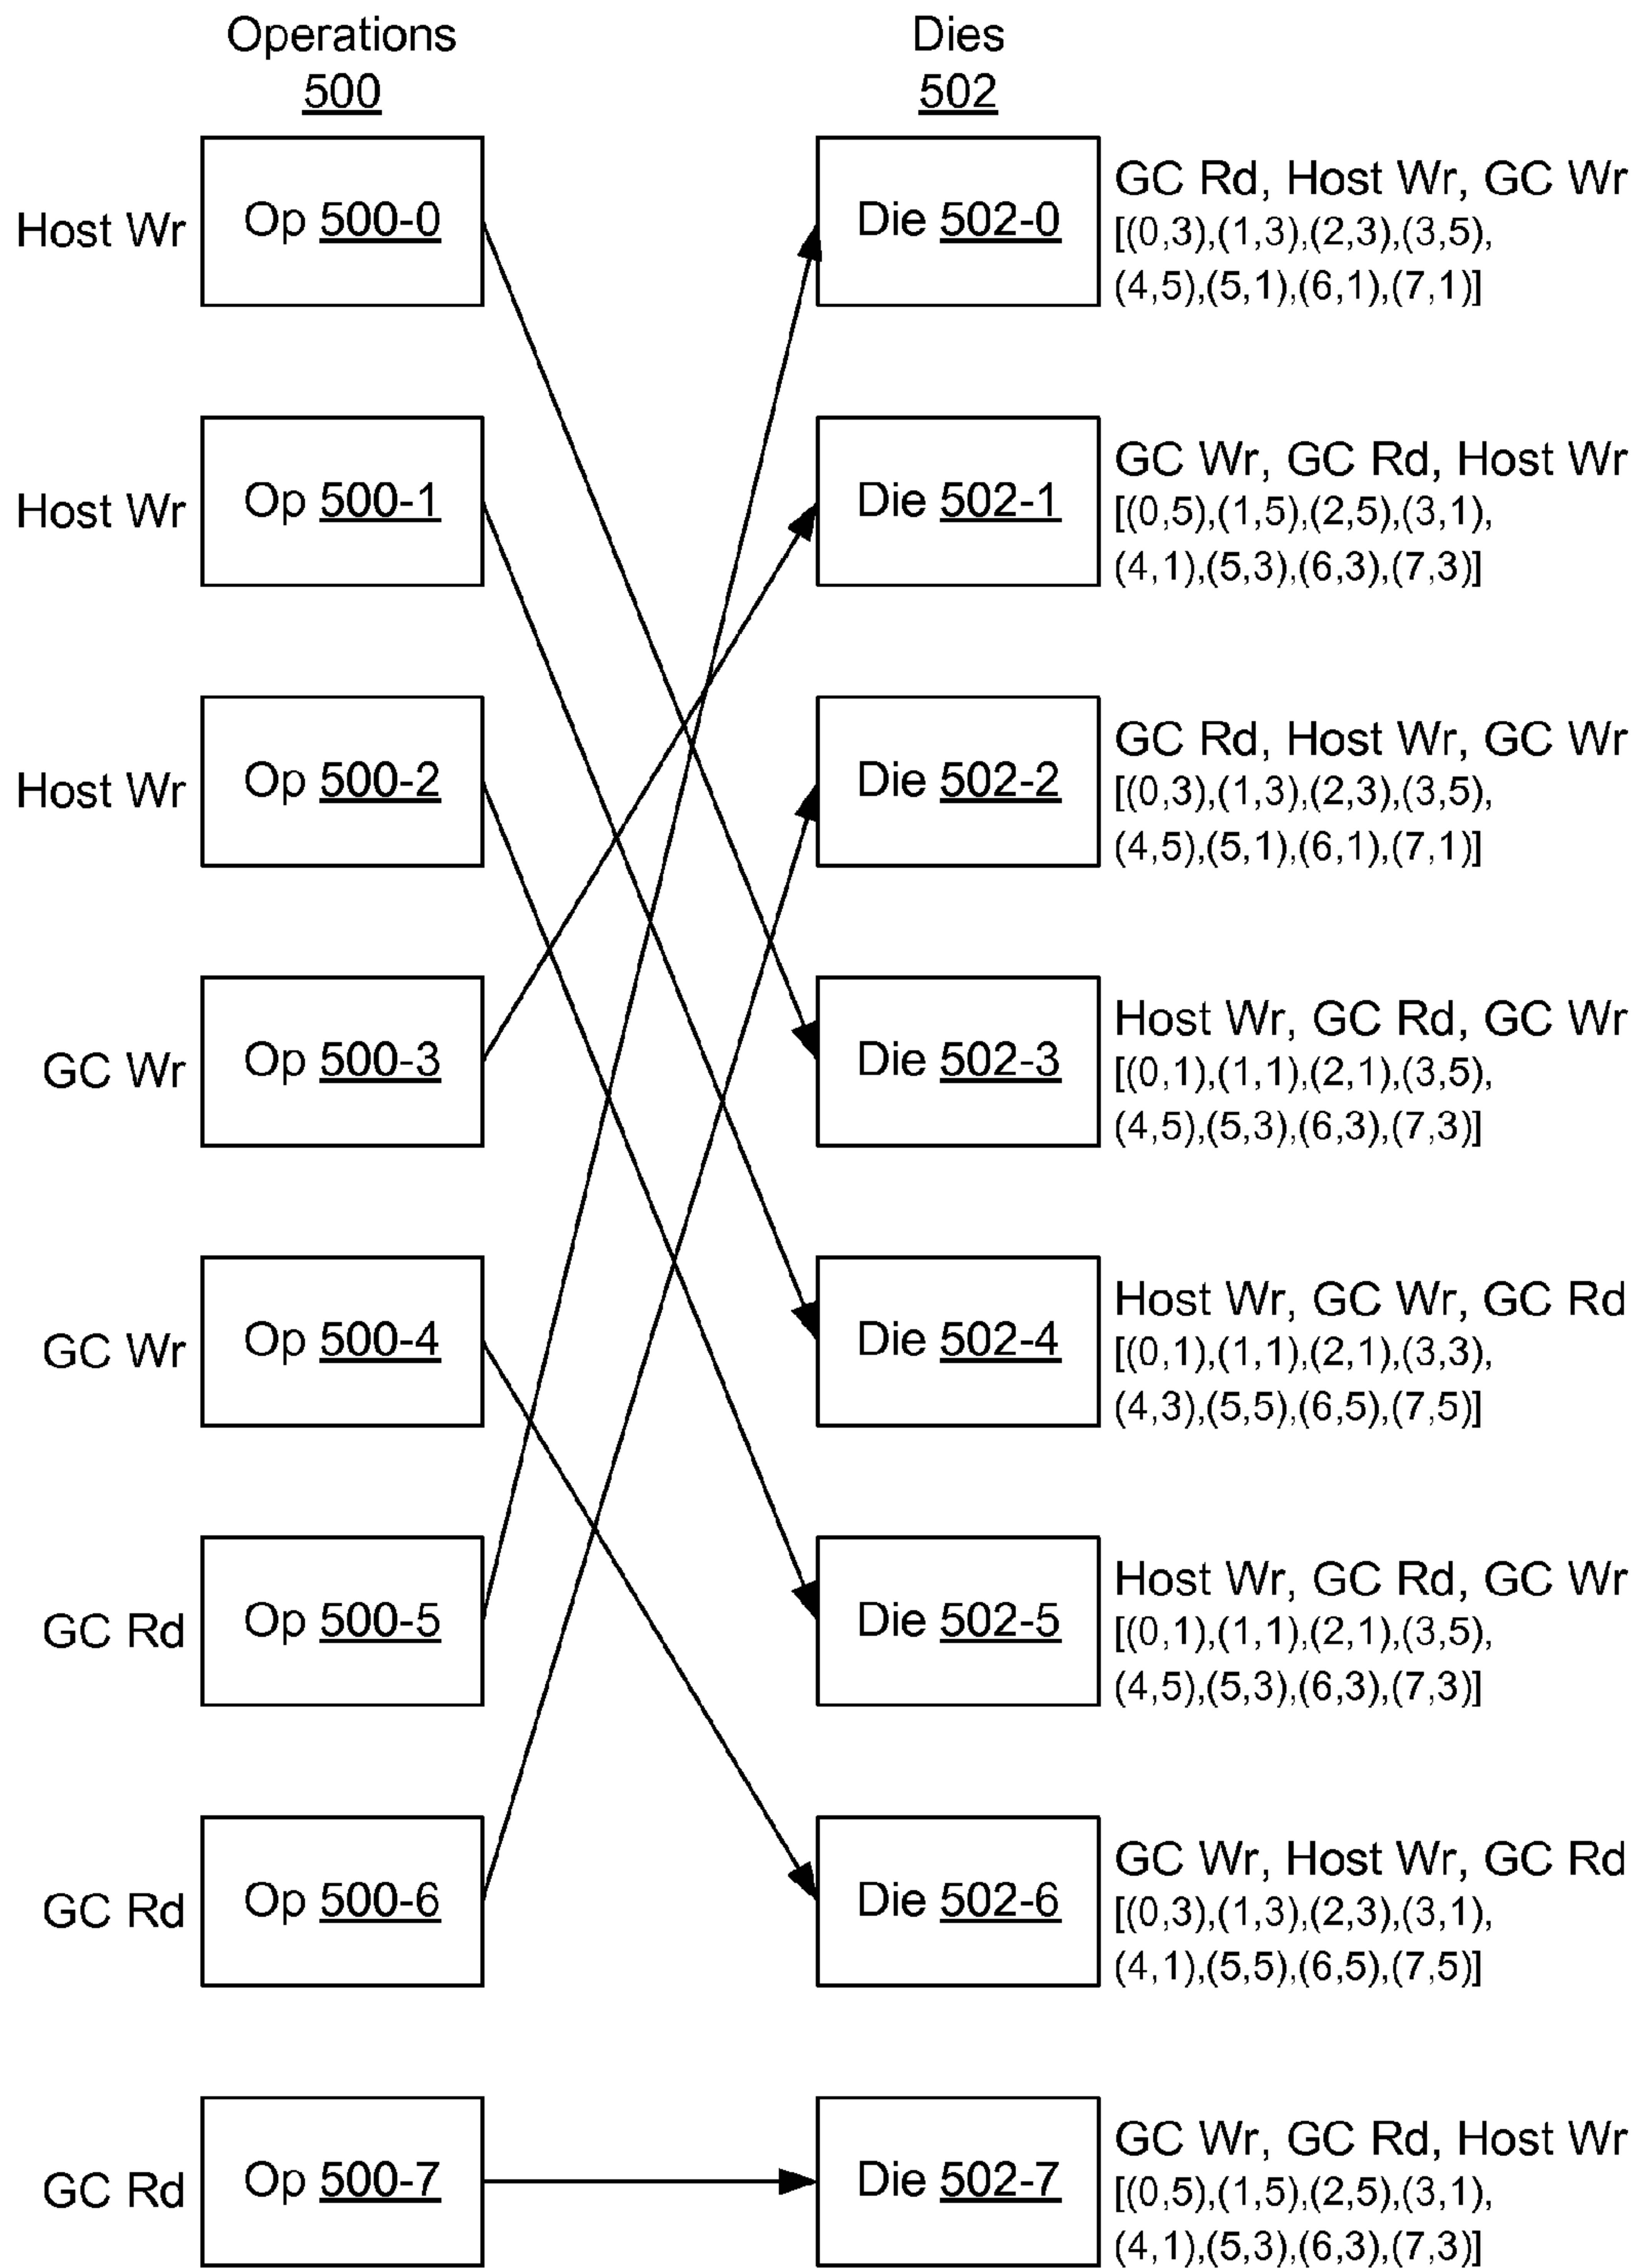 Operations
500
Dies
502
Host Wr
Op 500-0
Die 502-0
GC Rd, Host Wr, GC Wr
[(0,3),(1,3),(2,3),(3,5),
(4,5),(5,1),(6,1),(7,1)]
Host Wr
Op 500-1
Die 502-1
GC Wr, GC Rd, Host Wr
[(0,5),(1,5),(2,5),(3,1),
(4,1),(5,3),(6,3),(7,3)]
Host Wr
Op 500-2
Die 502-2
GC Rd, Host Wr, GC Wr
[(0,3),(1,3),(2,3),(3,5),
(4,5),(5,1),(6,1),(7,1)]
GC Wr
Op 500-3
Die 502-3
Host Wr, GC Rd, GC Wr
[(0,1),(1,1),(2,1),(3,5),
(4,5),(5,3),(6,3),(7,3)]
GC Wr
Op 500-4
Die 502-4
Host Wr, GC Wr, GC Rd
[(0,1),(1,1),(2,1),(3,3),
(4,3),(5,5),(6,5),(7,5)]
GC Rd
Op 500-5
Die 502-5
Host Wr, GC Rd, GC Wr
[(0,1),(1,1),(2,1),(3,5),
(4,5),(5,3),(6,3),(7,3)]
GC Rd
Op 500-6
Die 502-6
GC Wr, Host Wr, GC Rd
[(0,3),(1,3),(2,3),(3,1),
(4,1),(5,5),(6,5),(7,5)]
GC Rd
Op 500-7
Die 502-7
GC Wr, GC Rd, Host Wr
[(0,5),(1,5),(2,5),(3,1),
(4,1),(5,3),(6,3),(7,3)]